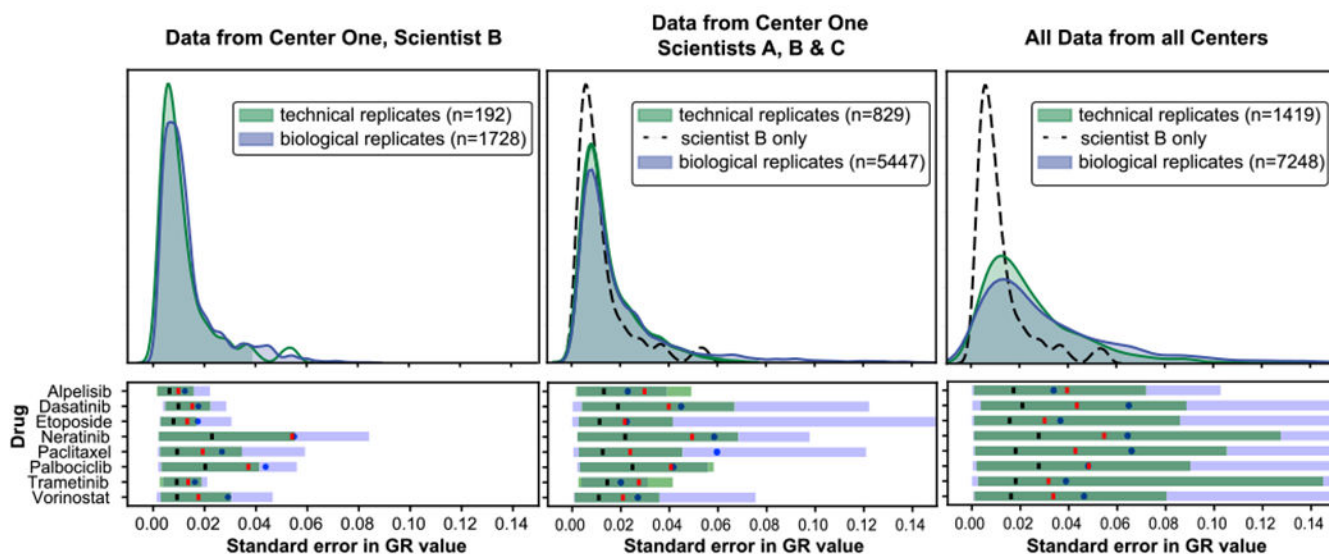 Data from Center One, Scientist B
technical replicates (n=192)
biological replicates (n=1728)
Data from Center One
Scientists A, B & C
technical replicates (n=829)
scientist B only
biological replicates (n=5447)
All Data from all Centers
technical replicates (n=1419)
scientist B only
biological replicates (n=7248)
Drug
Alpelisib
Dasatinib
Etoposide
Neratinib
Paclitaxel
Palbociclib
Trametinib
Vorinostat
0.00 0.02 0.04 0.06 0.08 0.10 0.12 0.14
Standard error in GR value
0.00 0.02 0.04 0.06 0.08 0.10 0.12 0.14
Standard error in GR value
0.00 0.02 0.04 0.06 0.08 0.10 0.12 0.14
Standard error in GR value